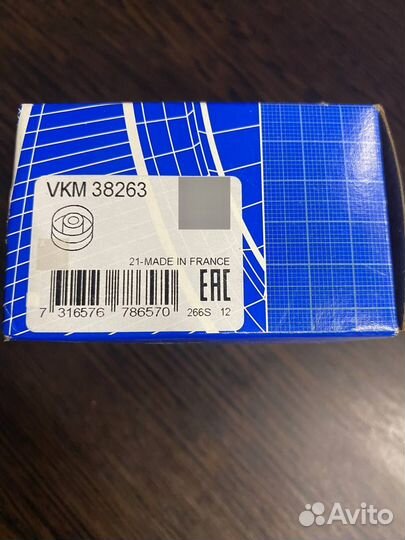 VKM 38263
21-MADE IN FRANCE
EAC
7 316576 786570
266S 12
Avito